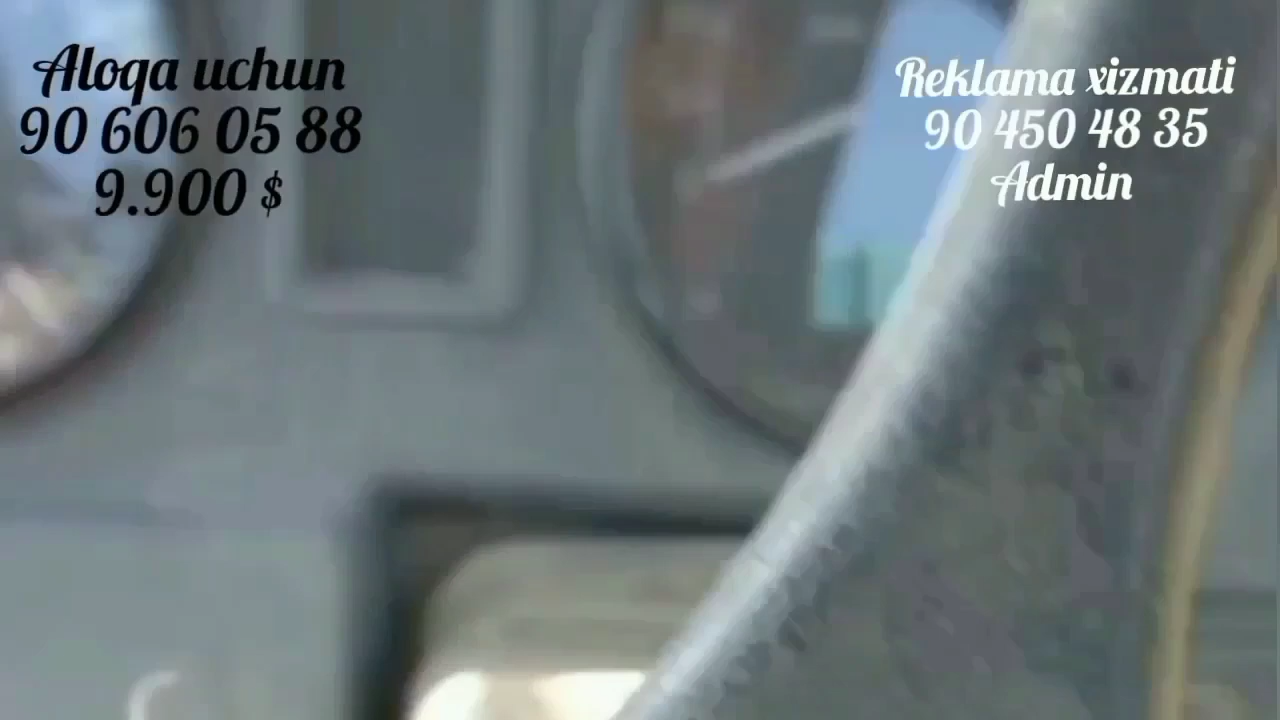 Aloqa uchun
90 606 05 88
9.900 $
Reklama xizmati
90 450 48 35
Admin